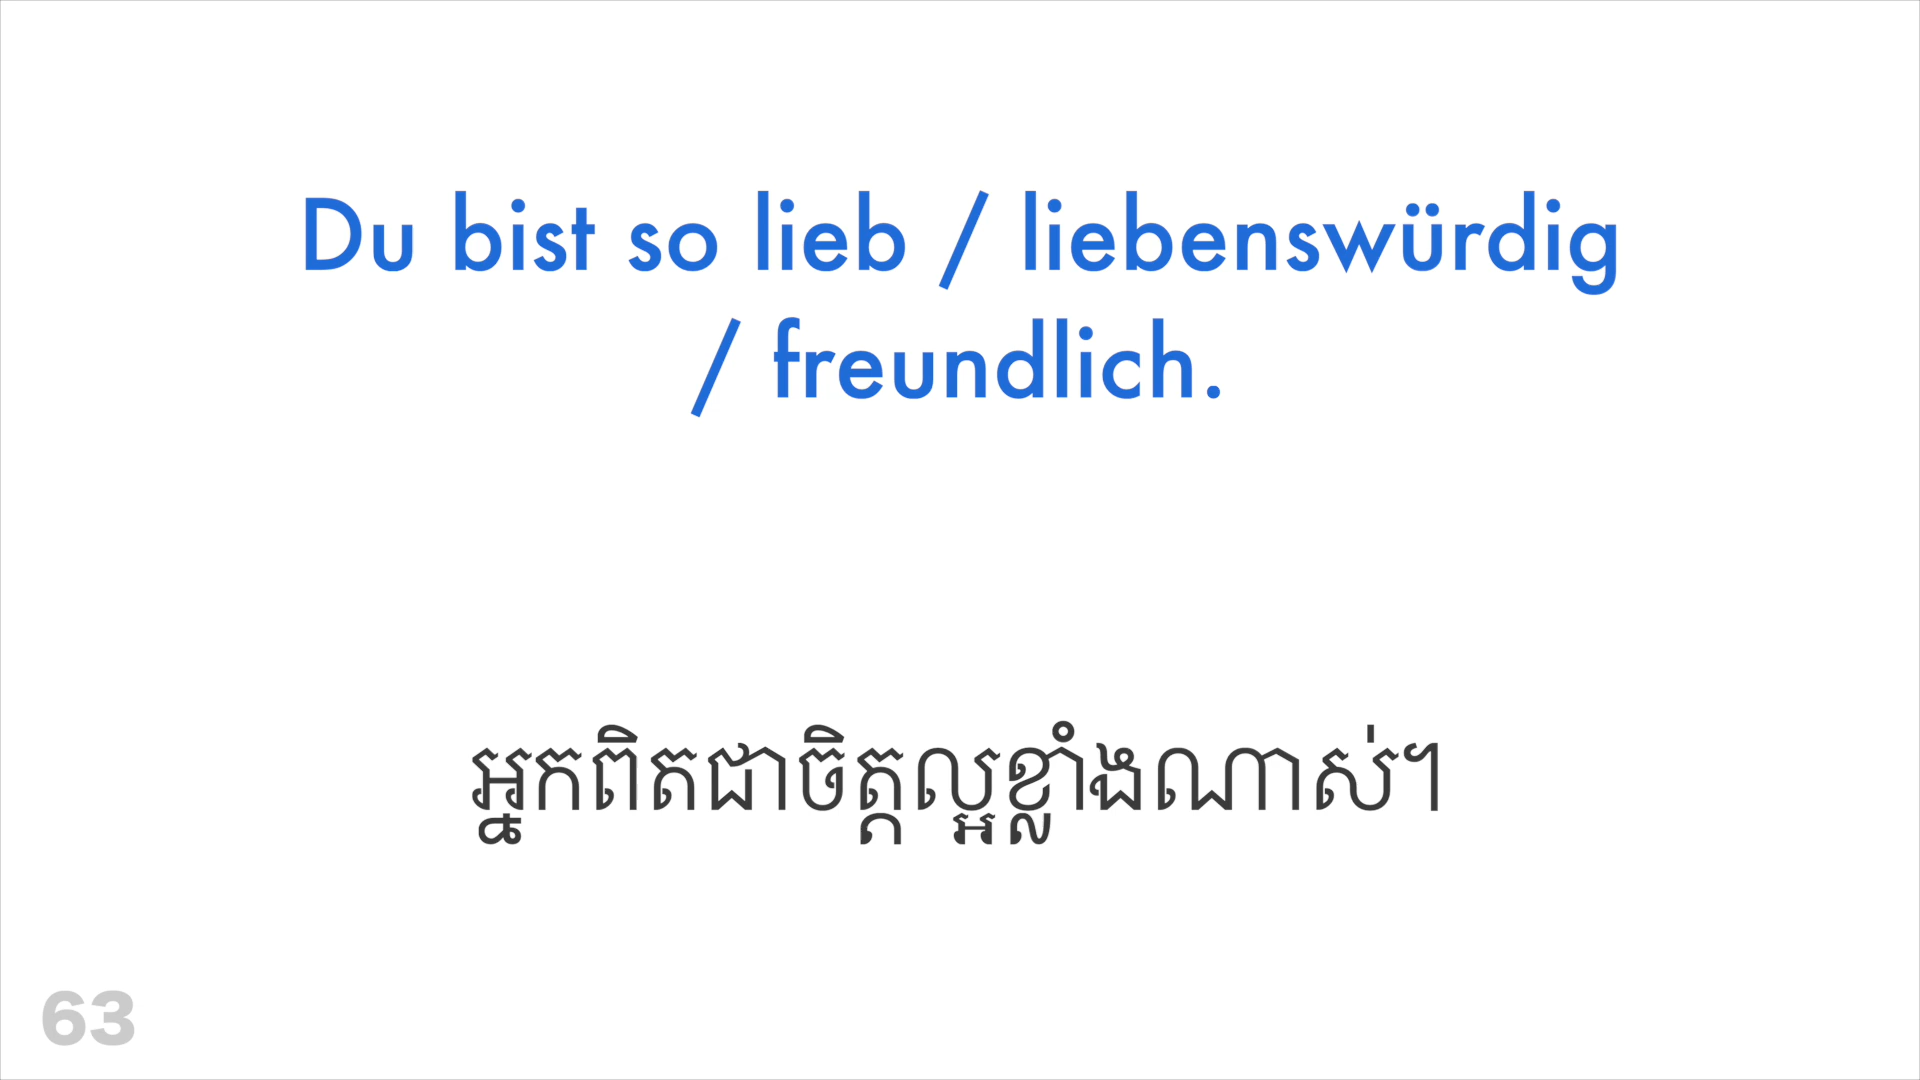 Du bist so lieb / liebenswürdig
/ freundlich.
អ្នកពិតជាចិត្តល្អខ្លាំងណាស់។
63